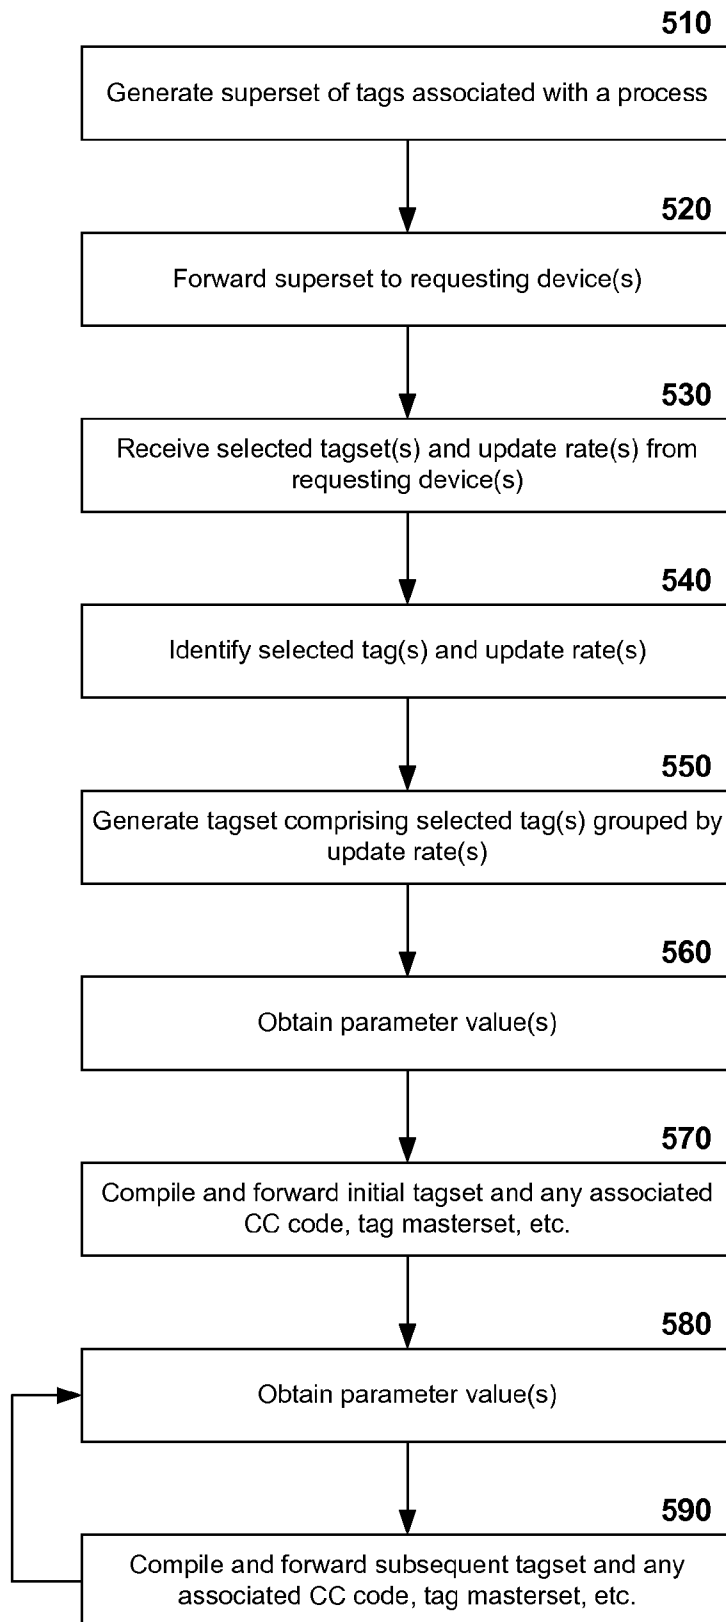 510
Generate superset of tags associated with a process
520
Forward superset to requesting device(s)
530
Receive selected tagset(s) and update rate(s) from
requesting device(s)
540
Identify selected tag(s) and update rate(s)
550
Generate tagset comprising selected tag(s) grouped by
update rate(s)
560
Obtain parameter value(s)
570
Compile and forward initial tagset and any associated
CC code, tag masterset, etc.
580
Obtain parameter value(s)
590
Compile and forward subsequent tagset and any
associated CC code, tag masterset, etc.